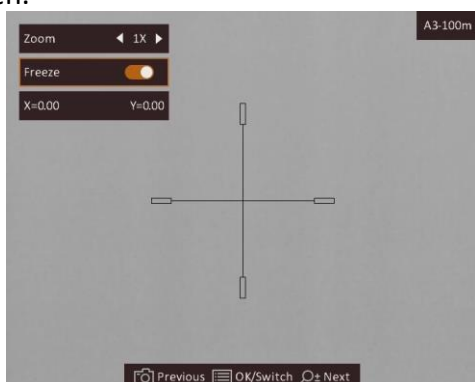 Zoom 1X
A3-100m
Freeze
X=0.00 Y=0.00
Previous OK/Switch Next